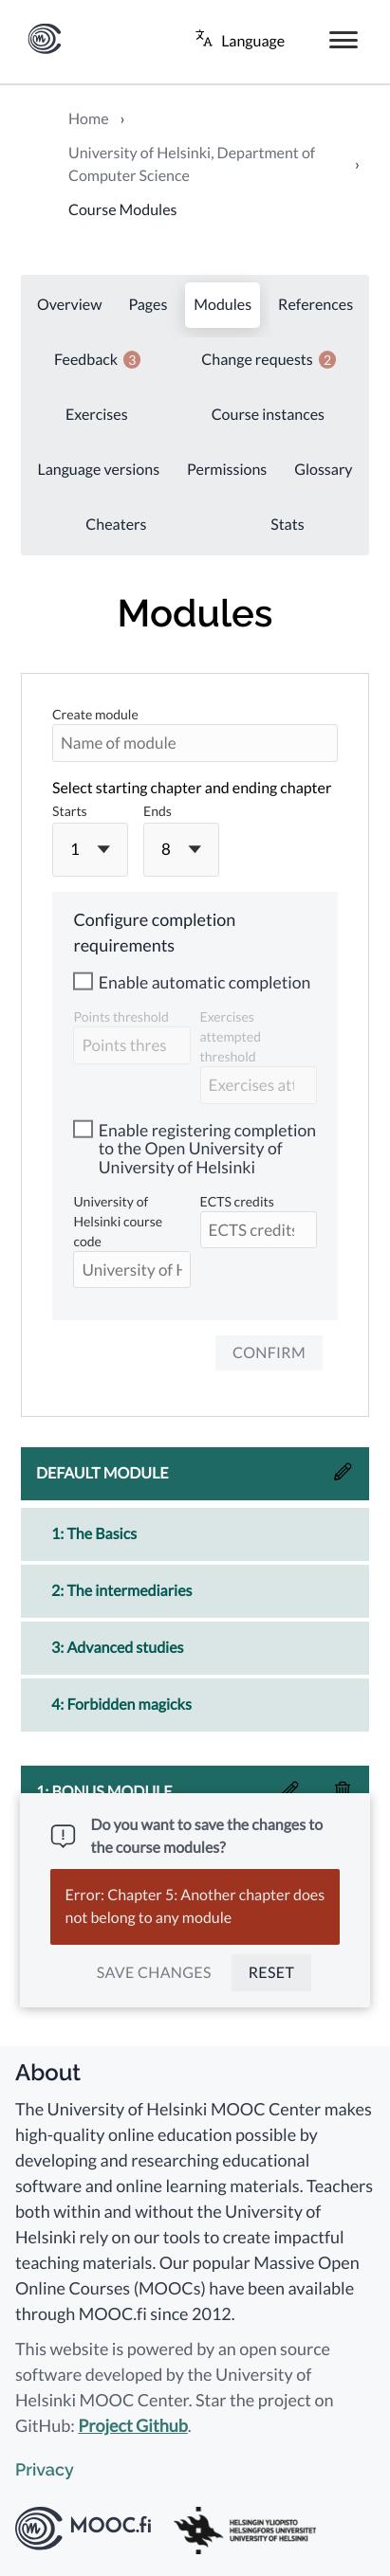 Language
Home ›
University of Helsinki, Department of
Computer Science ›
Course Modules
Overview Pages Modules References
Feedback 3 Change requests 2
Exercises Course instances
Language versions Permissions Glossary
Cheaters Stats
Modules
Create module
Name of module
Select starting chapter and ending chapter
Starts Ends
1 8
Configure completion
requirements
Enable automatic completion
Points threshold
Points thres
Exercises
attempted
threshold
Exercises att
Enable registering completion
to the Open University of
University of Helsinki
University of
Helsinki course
code
University of H
ECTS credits
ECTS credits
CONFIRM
DEFAULT MODULE
1: The Basics
2: The intermediaries
3: Advanced studies
4: Forbidden magicks
1: BONUS MODULE
Do you want to save the changes to
the course modules?
Error: Chapter 5: Another chapter does
not belong to any module
SAVE CHANGES RESET
About
The University of Helsinki MOOC Center makes
high-quality online education possible by
developing and researching educational
software and online learning materials. Teachers
both within and without the University of
Helsinki rely on our tools to create impactful
teaching materials. Our popular Massive Open
Online Courses (MOOCs) have been available
through MOOC.fi since 2012.
This website is powered by an open source
software developed by the University of
Helsinki MOOC Center. Star the project on
GitHub: Project Github.
Privacy
MOOC.fi
HELSINGIN YLIOPISTO
HELSINGFORS UNIVERSITET
UNIVERSITY OF HELSINKI